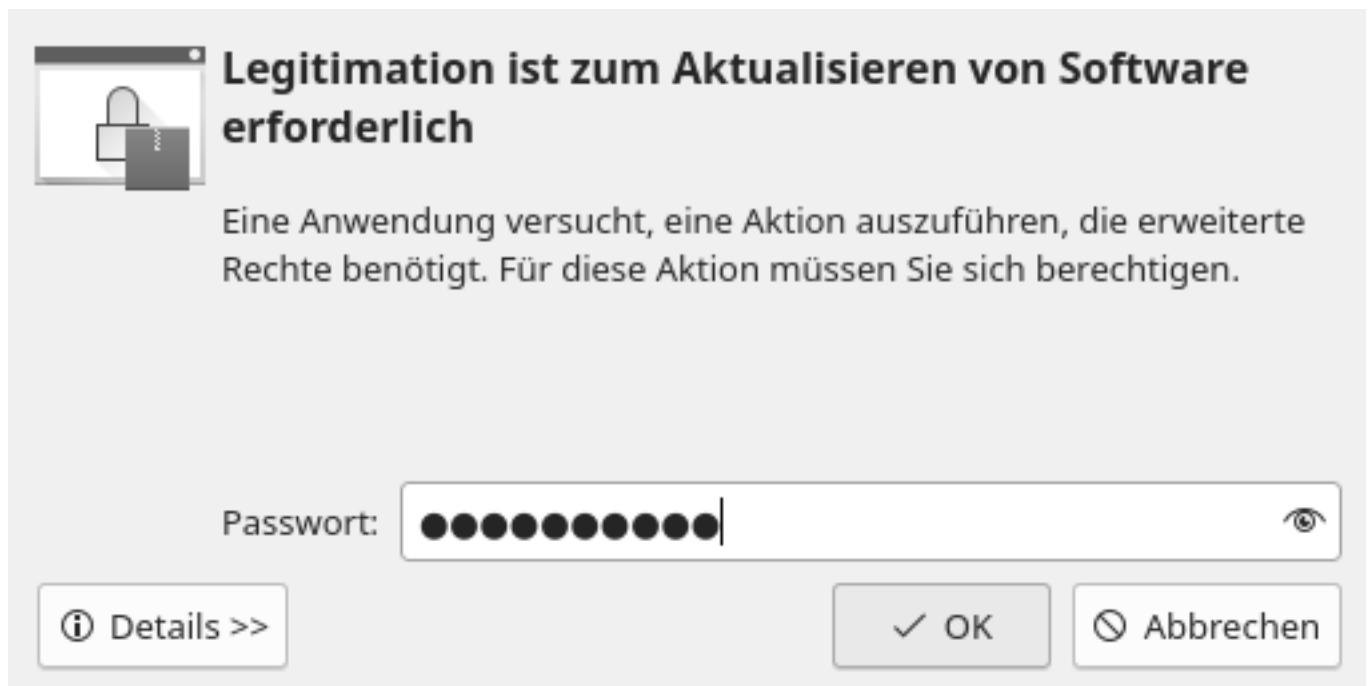 Legitimation ist zum Aktualisieren von Software
erforderlich
Eine Anwendung versucht, eine Aktion auszuführen, die erweiterte
Rechte benötigt. Für diese Aktion müssen Sie sich berechtigen.
Passwort: ●●●●●●●●●●
Details >>
OK
Abbrechen